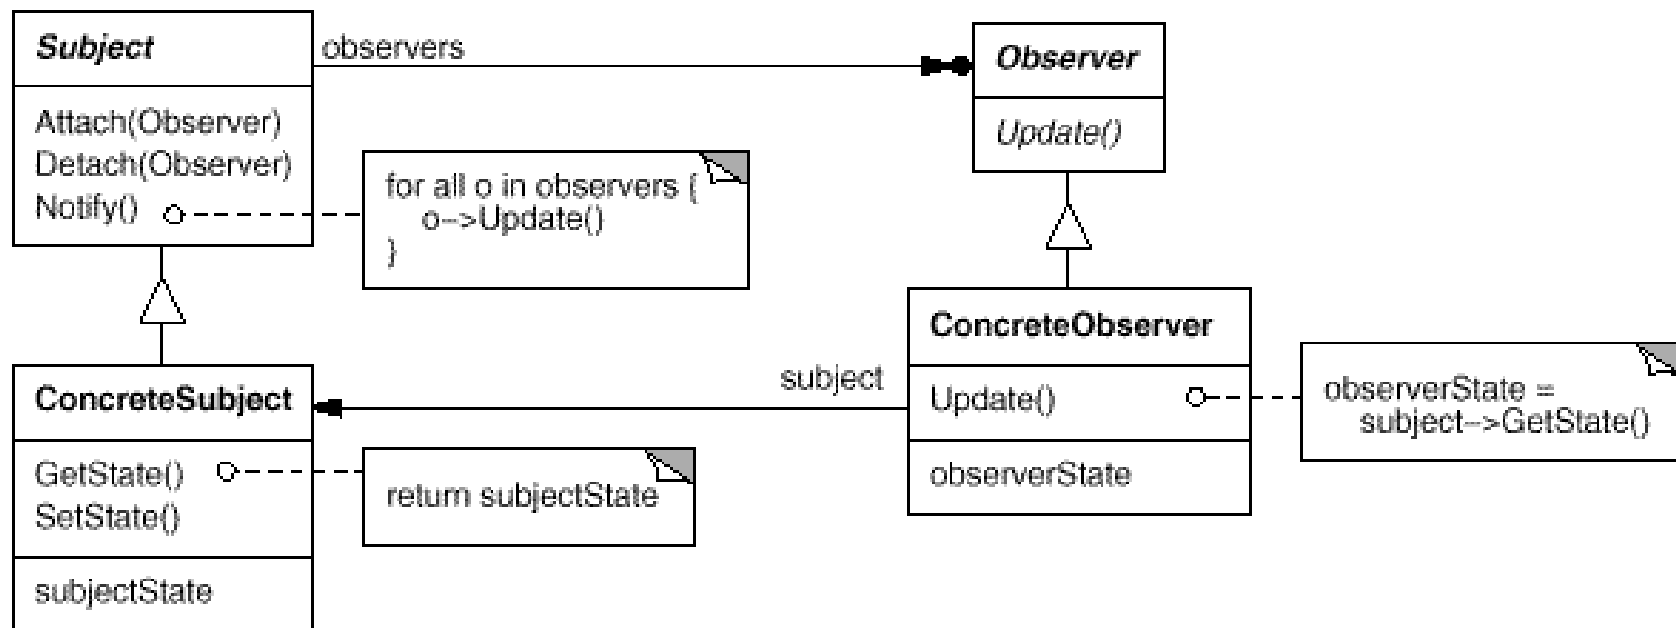 Subject
observers
Observer
Attach(Observer)
Detach(Observer)
Notify()
for all o in observers {
o->Update()
}
Update()
ConcreteSubject
subject
ConcreteObserver
GetState()
SetState()
return subjectState
Update()
observerState =
subject->GetState()
observerState
subjectState